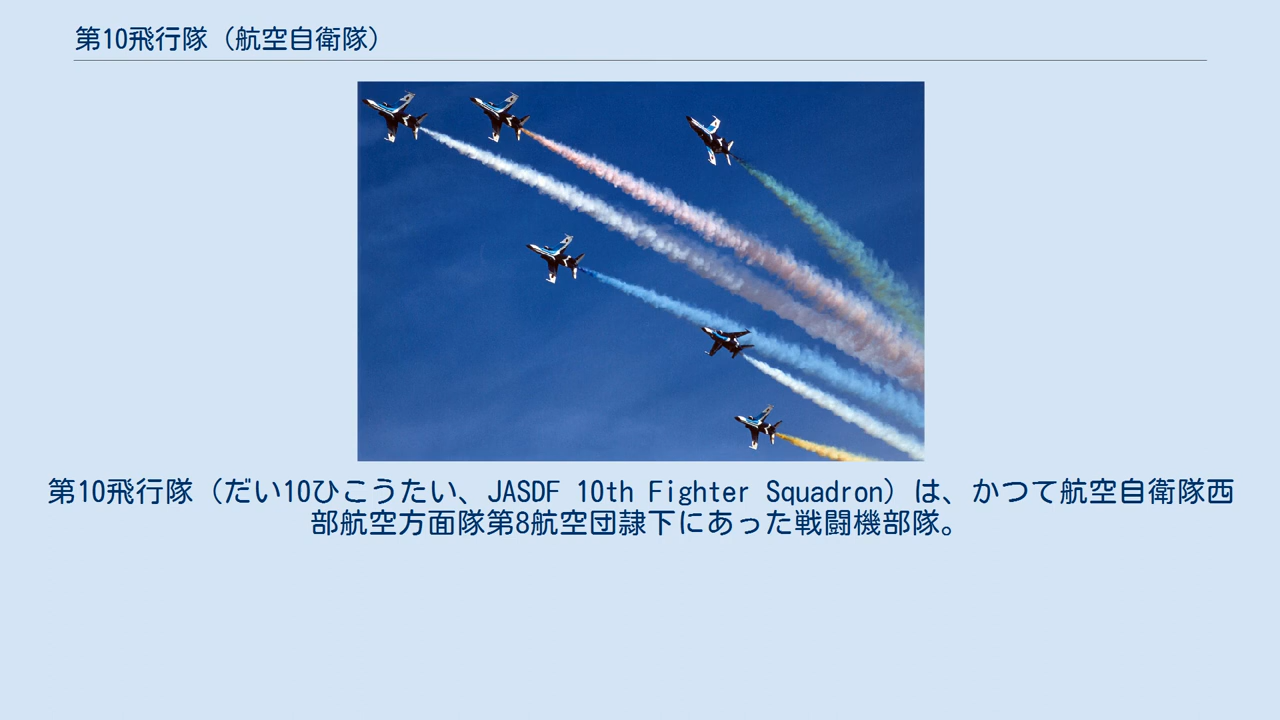 第10飛行隊（航空自衛隊）
第10飛行隊（だい10ひこうたい、JASDF 10th Fighter Squadron）は、かつて航空自衛隊西
部航空方面隊第8航空団隷下にあった戦闘機部隊。